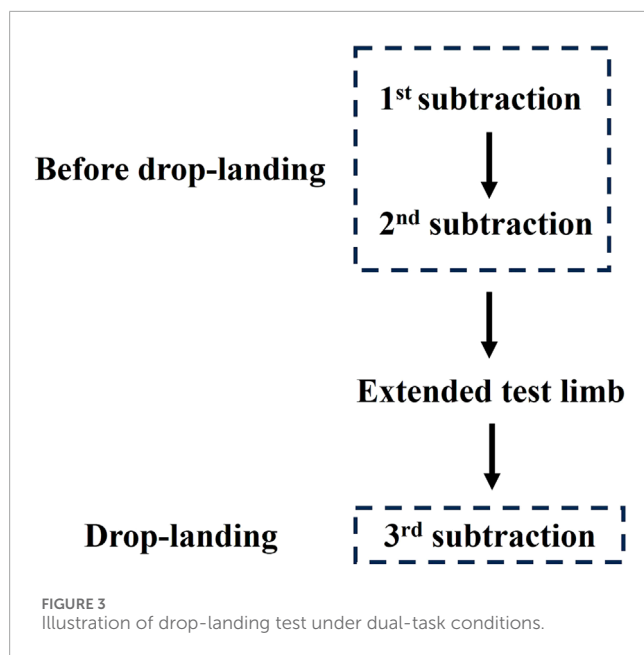 1st subtraction
Before drop-landing
2nd subtraction
Extended test limb
Drop-landing
3rd subtraction
FIGURE 3
Illustration of drop-landing test under dual-task conditions.